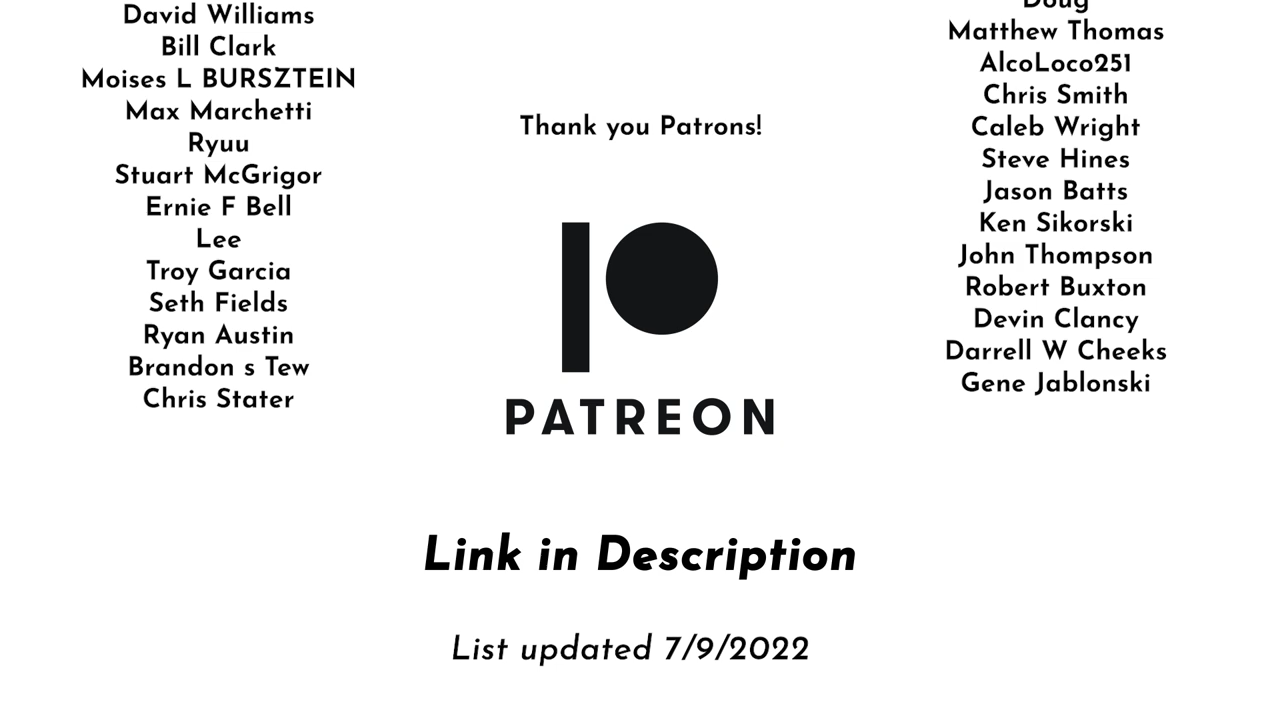 David Williams
Bill Clark
Moises L BURSZTEIN
Max Marchetti
Ryuu
Stuart McGrigor
Ernie F Bell
Lee
Troy Garcia
Seth Fields
Ryan Austin
Brandon s Tew
Chris Stater
Thank you Patrons!
PATREON
Link in Description
List updated 7/9/2022
Doug
Matthew Thomas
AlcoLoco251
Chris Smith
Caleb Wright
Steve Hines
Jason Batts
Ken Sikorski
John Thompson
Robert Buxton
Devin Clancy
Darrell W Cheeks
Gene Jablonski